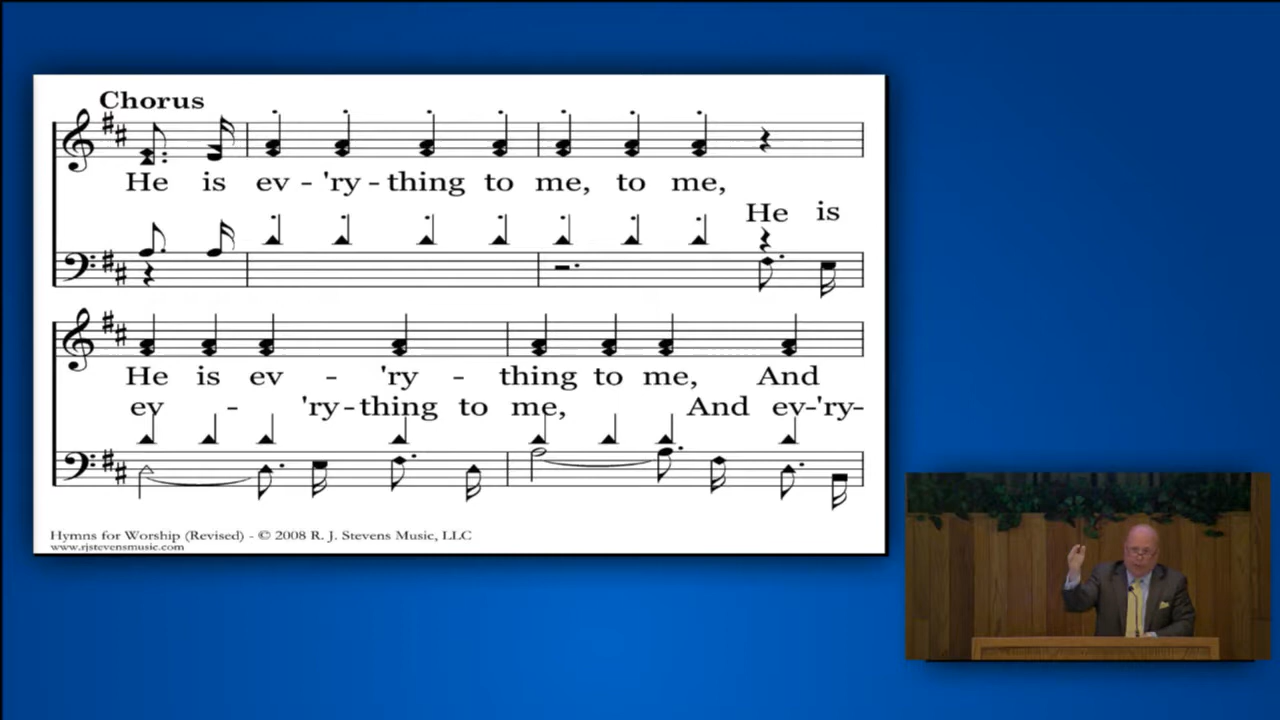 Chorus
He is ev - 'ry - thing to me, to me,
He is
He is ev - 'ry - thing to me, And
ev - 'ry - thing to me, And ev-'ry-
Hymns for Worship (Revised) - © 2008 R. J. Stevens Music, LLC
www.rjstevensmusic.com